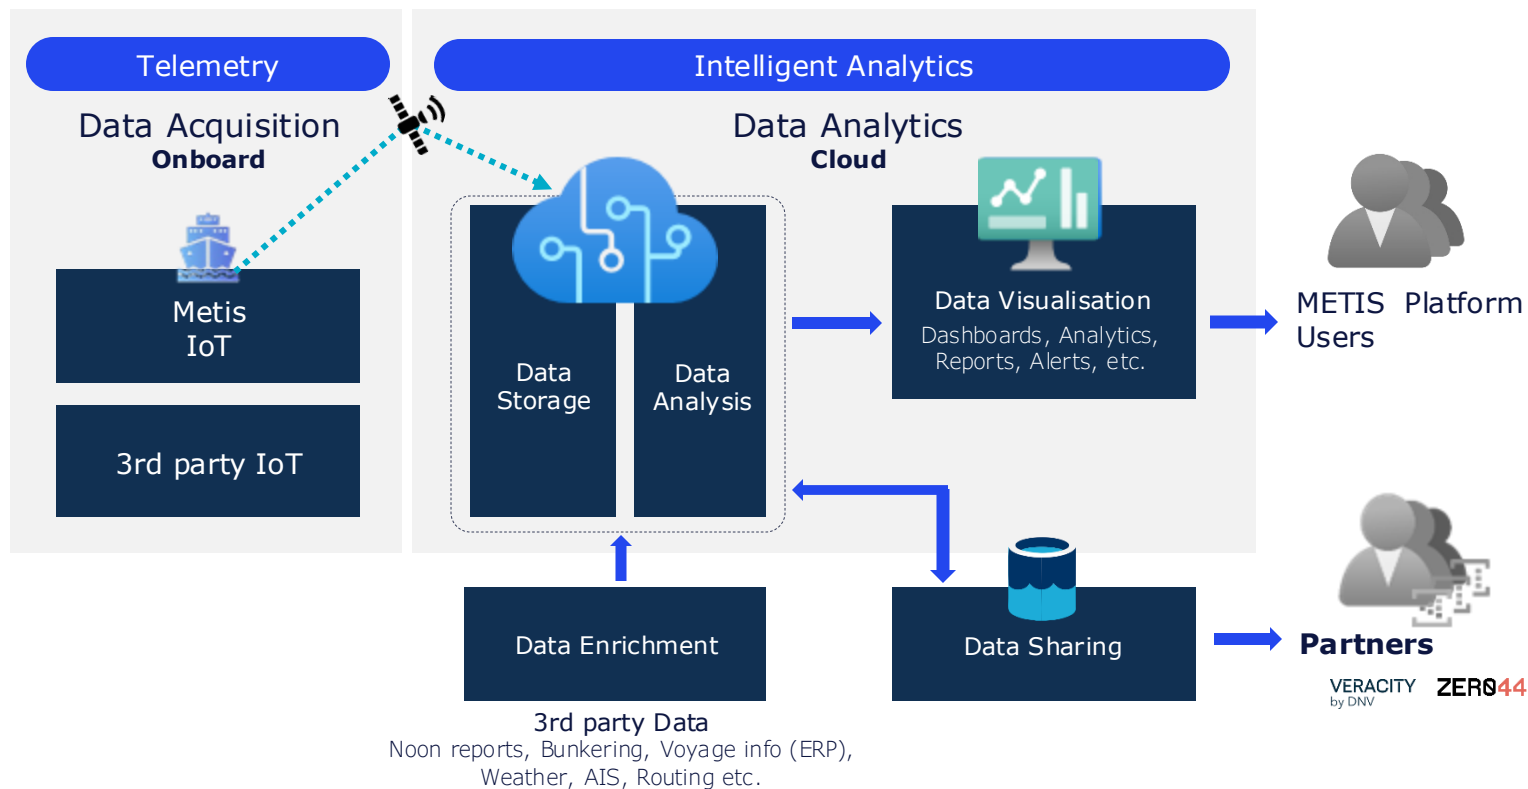 Telemetry
Intelligent Analytics
Data Acquisition
Onboard
Data Analytics
Cloud
Metis
IoT
3rd party IoT
Data
Storage
Data
Analysis
Data Visualisation
Dashboards, Analytics,
Reports, Alerts, etc.
METIS Platform
Users
Data Enrichment
3rd party Data
Noon reports, Bunkering, Voyage info (ERP),
Weather, AIS, Routing etc.
Data Sharing
Partners
VERACITY
by DNV
ZERO44